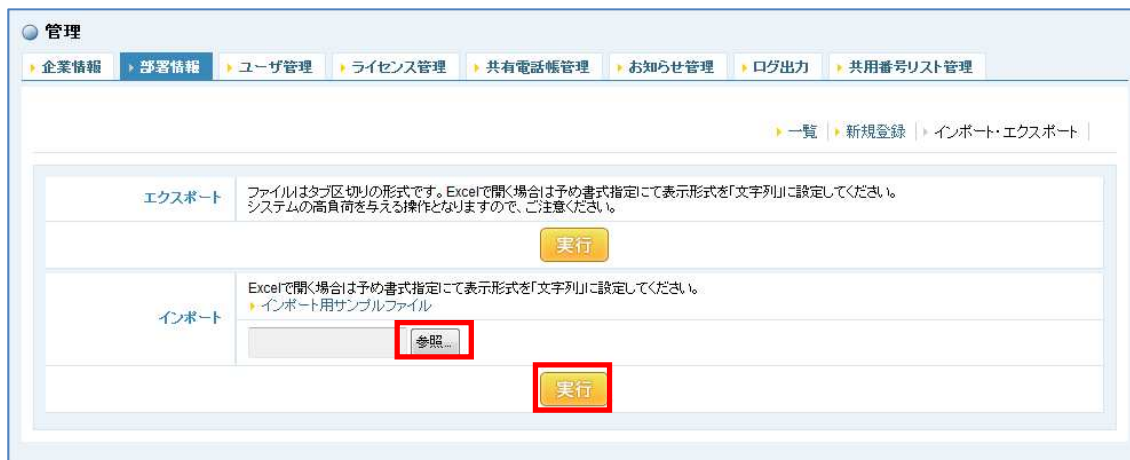 管理
企業情報 部署情報 ユーザ管理 ライセンス管理 共有電話帳管理 お知らせ管理 ログ出力 共用番号リスト管理
一覧 新規登録 インポート・エクスポート
エクスポート
ファイルはタブ区切りの形式です。Excelで開く場合は予め書式指定にて表示形式を「文字列」に設定してください。
システムの高負荷を与える操作となりますので、ご注意ください。
実行
インポート
Excelで開く場合は予め書式指定にて表示形式を「文字列」に設定してください。
インポート用サンプルファイル
参照...
実行